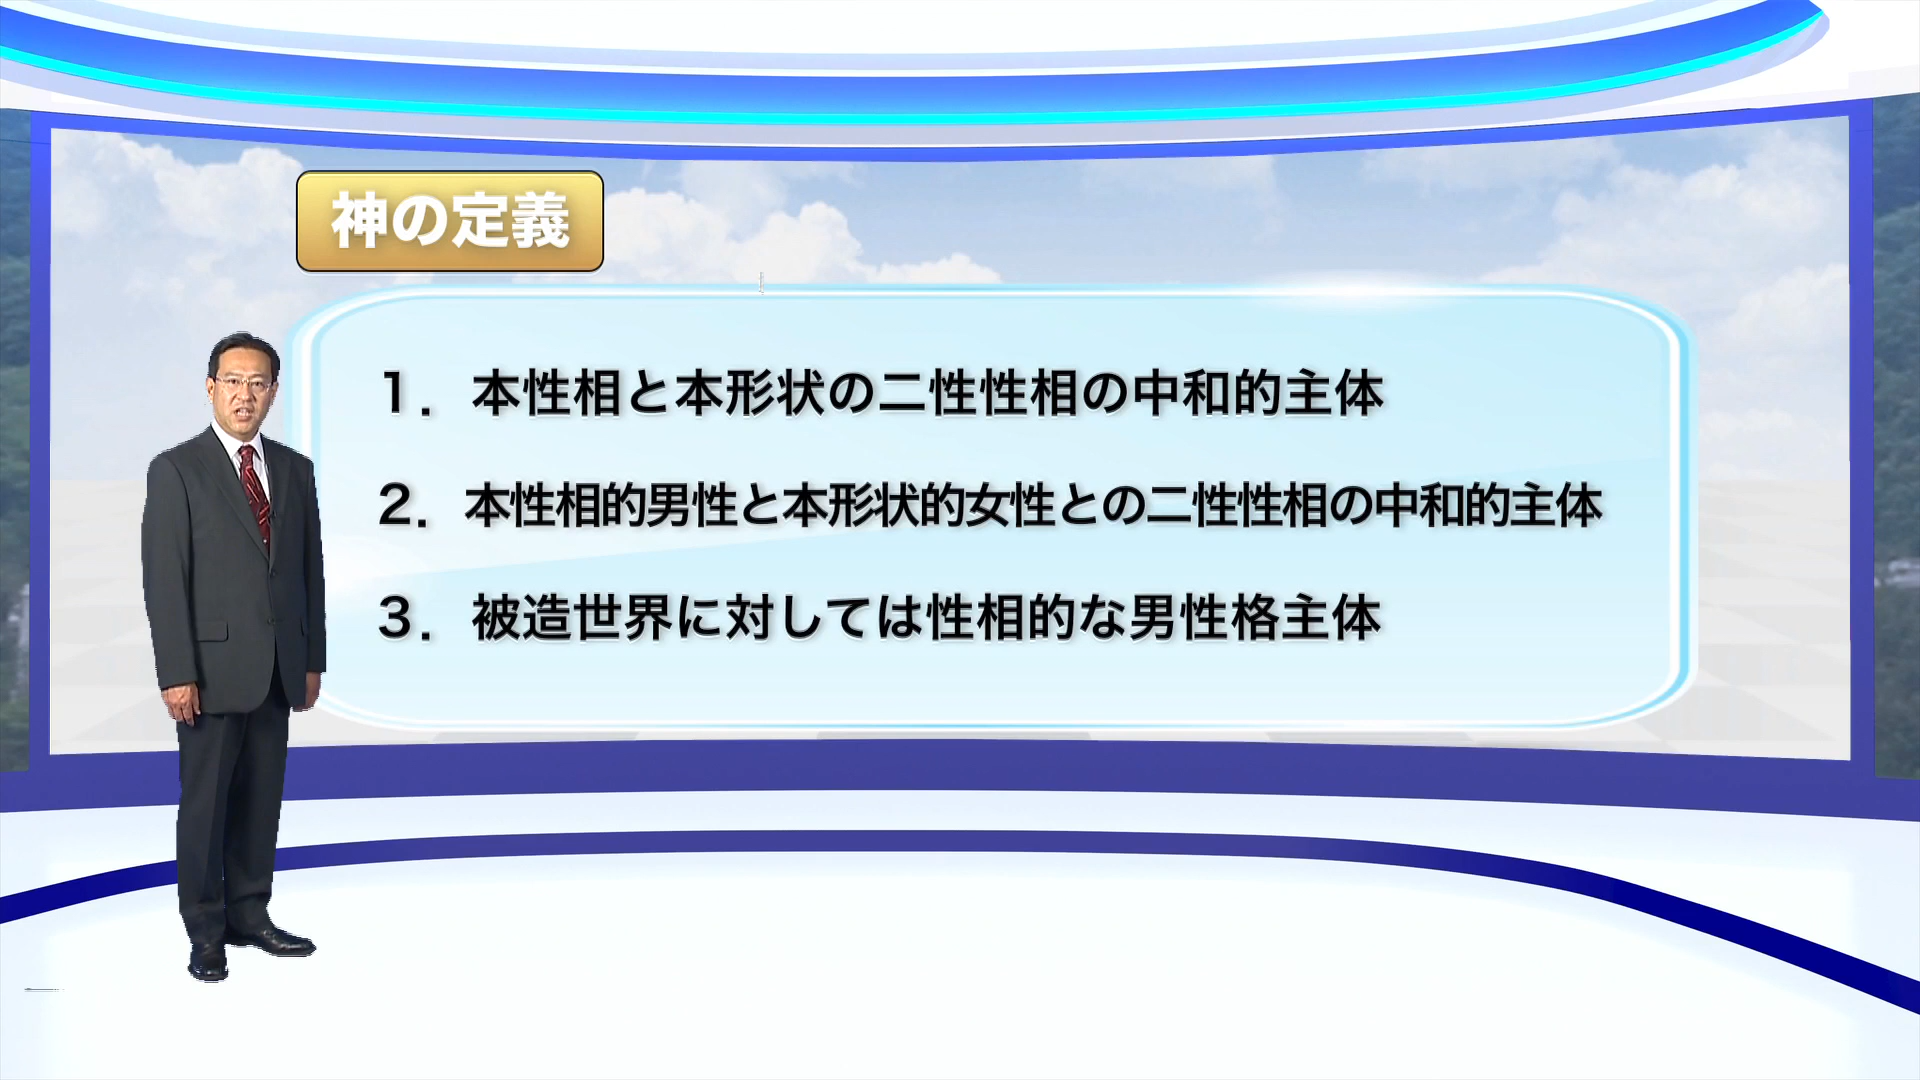 神の定義
1. 本性相と本形状の二性性相の中和的主体
2. 本性相的男性と本形状的女性との二性性相の中和的主体
3. 被造世界に対しては性相的な男性格主体